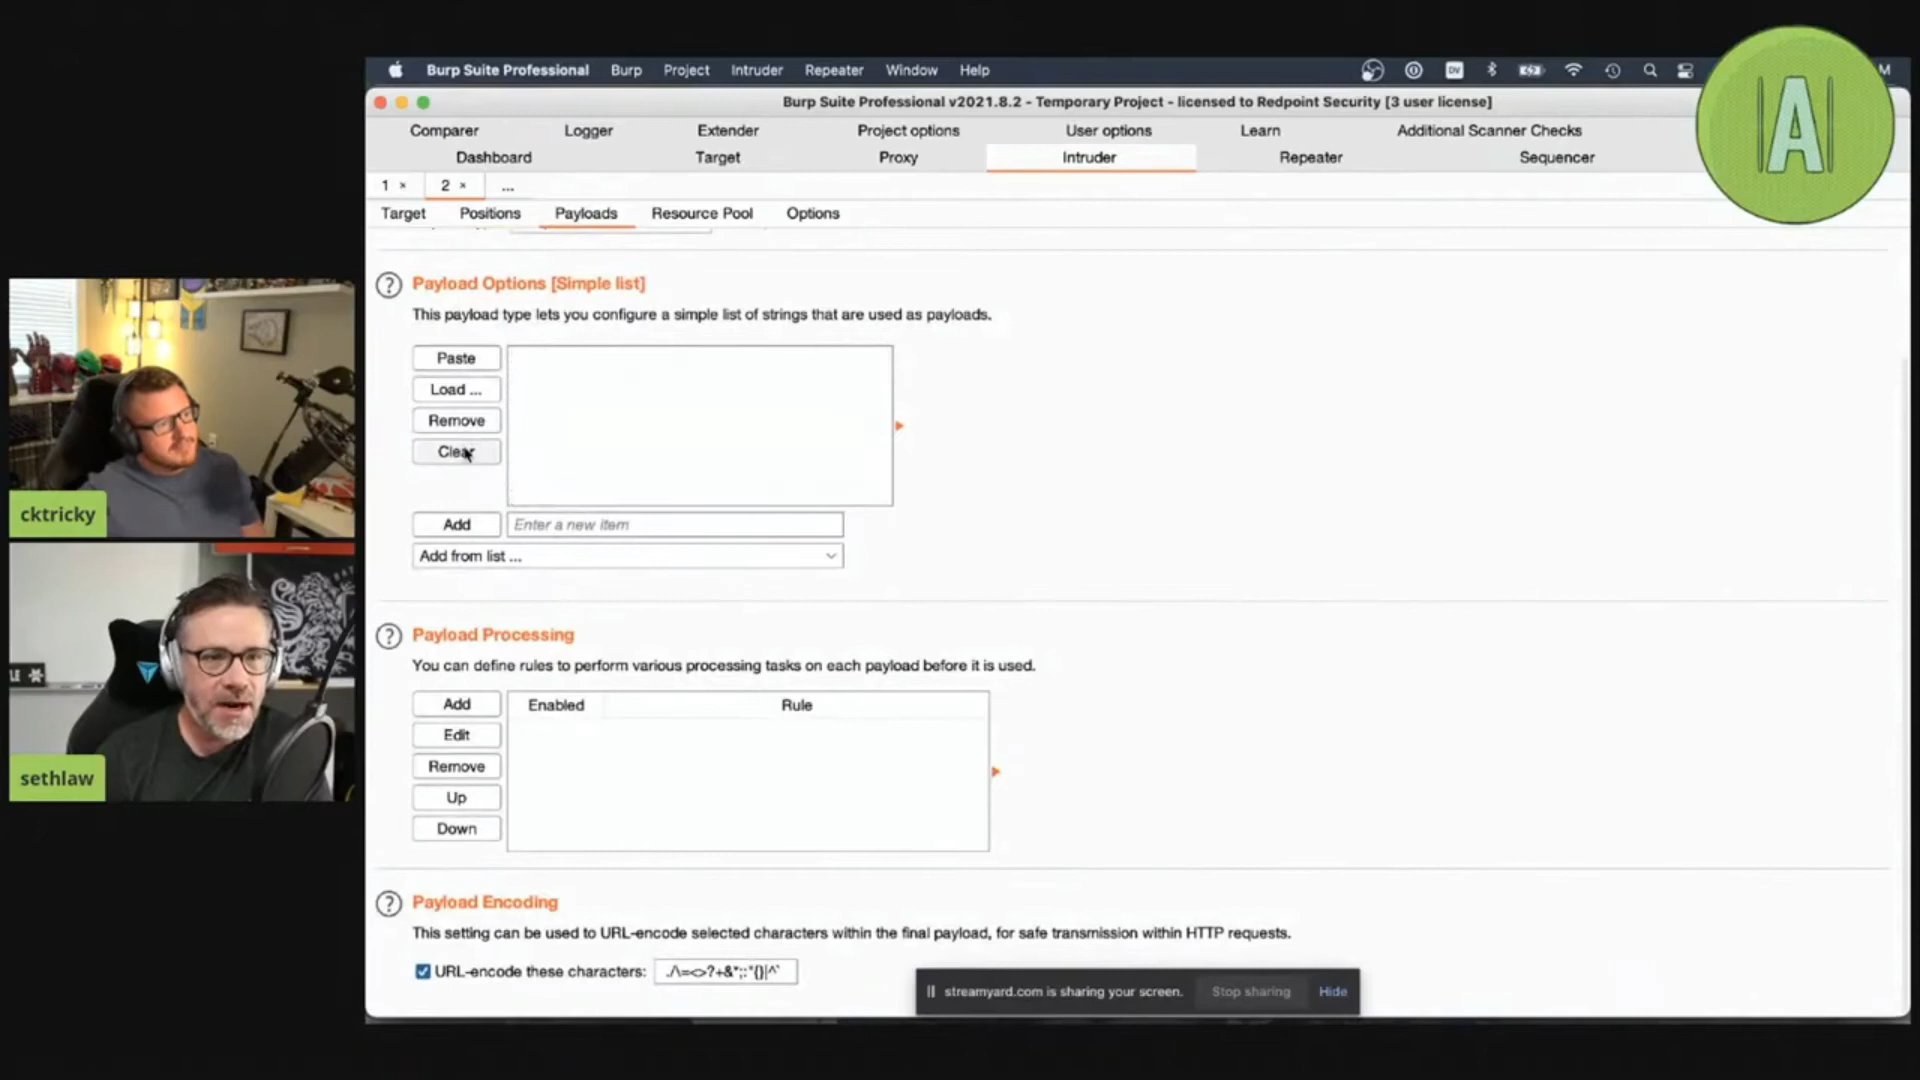 Burp Suite Professional Burp Project Intruder Repeater Window Help
DV
M
Burp Suite Professional v2021.8.2 - Temporary Project - licensed to Redpoint Security [3 user license]
Comparer Logger Extender Project options User options Learn Additional Scanner Checks
Dashboard Target Proxy Intruder Repeater Sequencer
1 × 2 × ...
Target Positions Payloads Resource Pool Options
A
Payload Options [Simple list]
This payload type lets you configure a simple list of strings that are used as payloads.
Paste
Load ...
Remove
Clear
Add Enter a new item
Add from list ...
Payload Processing
You can define rules to perform various processing tasks on each payload before it is used.
Add Enabled Rule
Edit
Remove
Up
Down
Payload Encoding
This setting can be used to URL-encode selected characters within the final payload, for safe transmission within HTTP requests.
URL-encode these characters: ./\=<>?+&*;:"{}|^`
streamyard.com is sharing your screen. Stop sharing Hide
cktricky
sethlaw